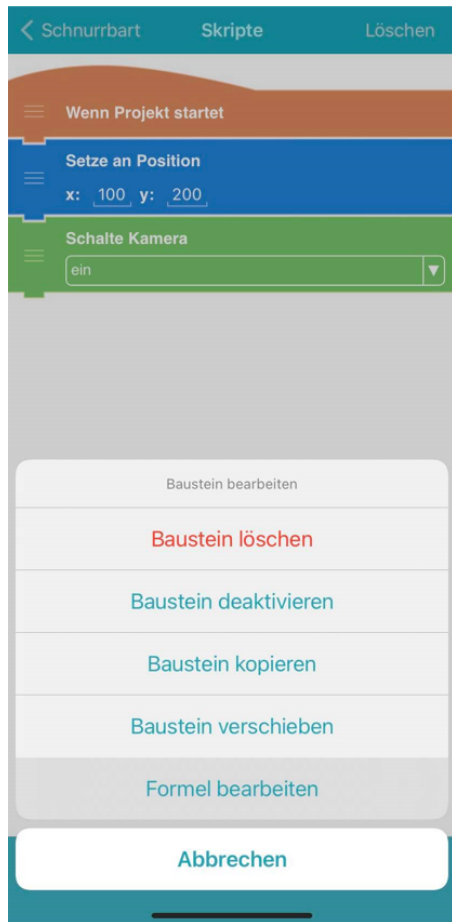 Schnurrbart Skripte Löschen
Wenn Projekt startet
Setze an Position
x: 100 y: 200
Schalte Kamera
ein
Baustein bearbeiten
Baustein löschen
Baustein deaktivieren
Baustein kopieren
Baustein verschieben
Formel bearbeiten
Abbrechen